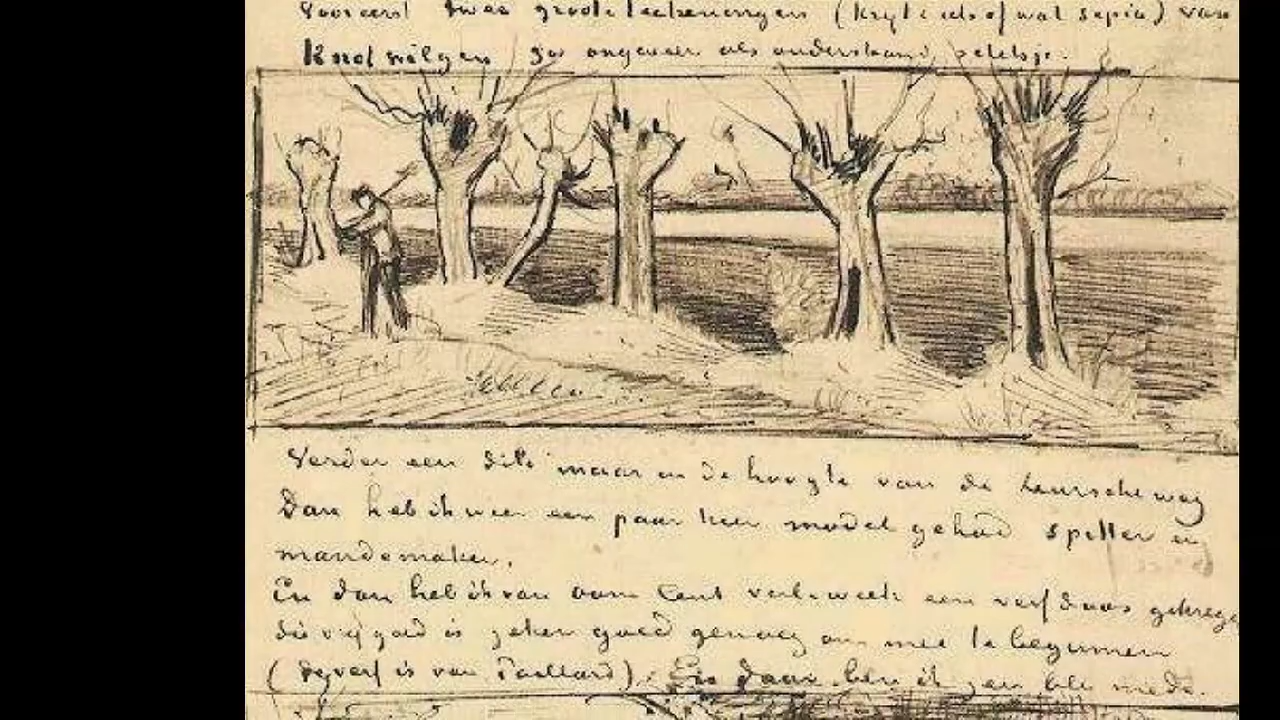 Vooreerst twee groote teekeningen (krijt & iets of wat sepia) van
Knotwilgen zoo ongeveer als onderstaand schetsje.
Verder een dito maar in de hoogte van de Leursche weg
Dan heb ik weer een paar keer model gehad spitter en
mandemaker.
En dan heb ik van oom Cent verl. week een verfdoos gekregen
die vrij goed is zeker goed genoeg om mee te beginnen
(de verf is van Paillard). En daar ben ik zeer blij mede.